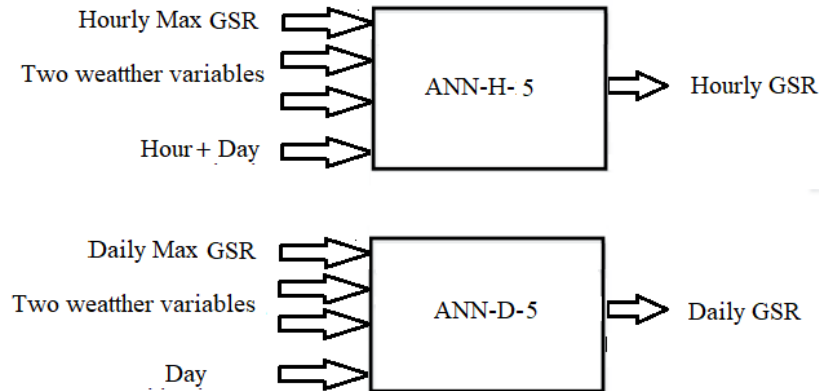 Hourly Max GSR
Two weatther variables
ANN-H- 5
Hourly GSR
Hour + Day
Daily Max GSR
Two weatther variables
ANN-D-5
Daily GSR
Day